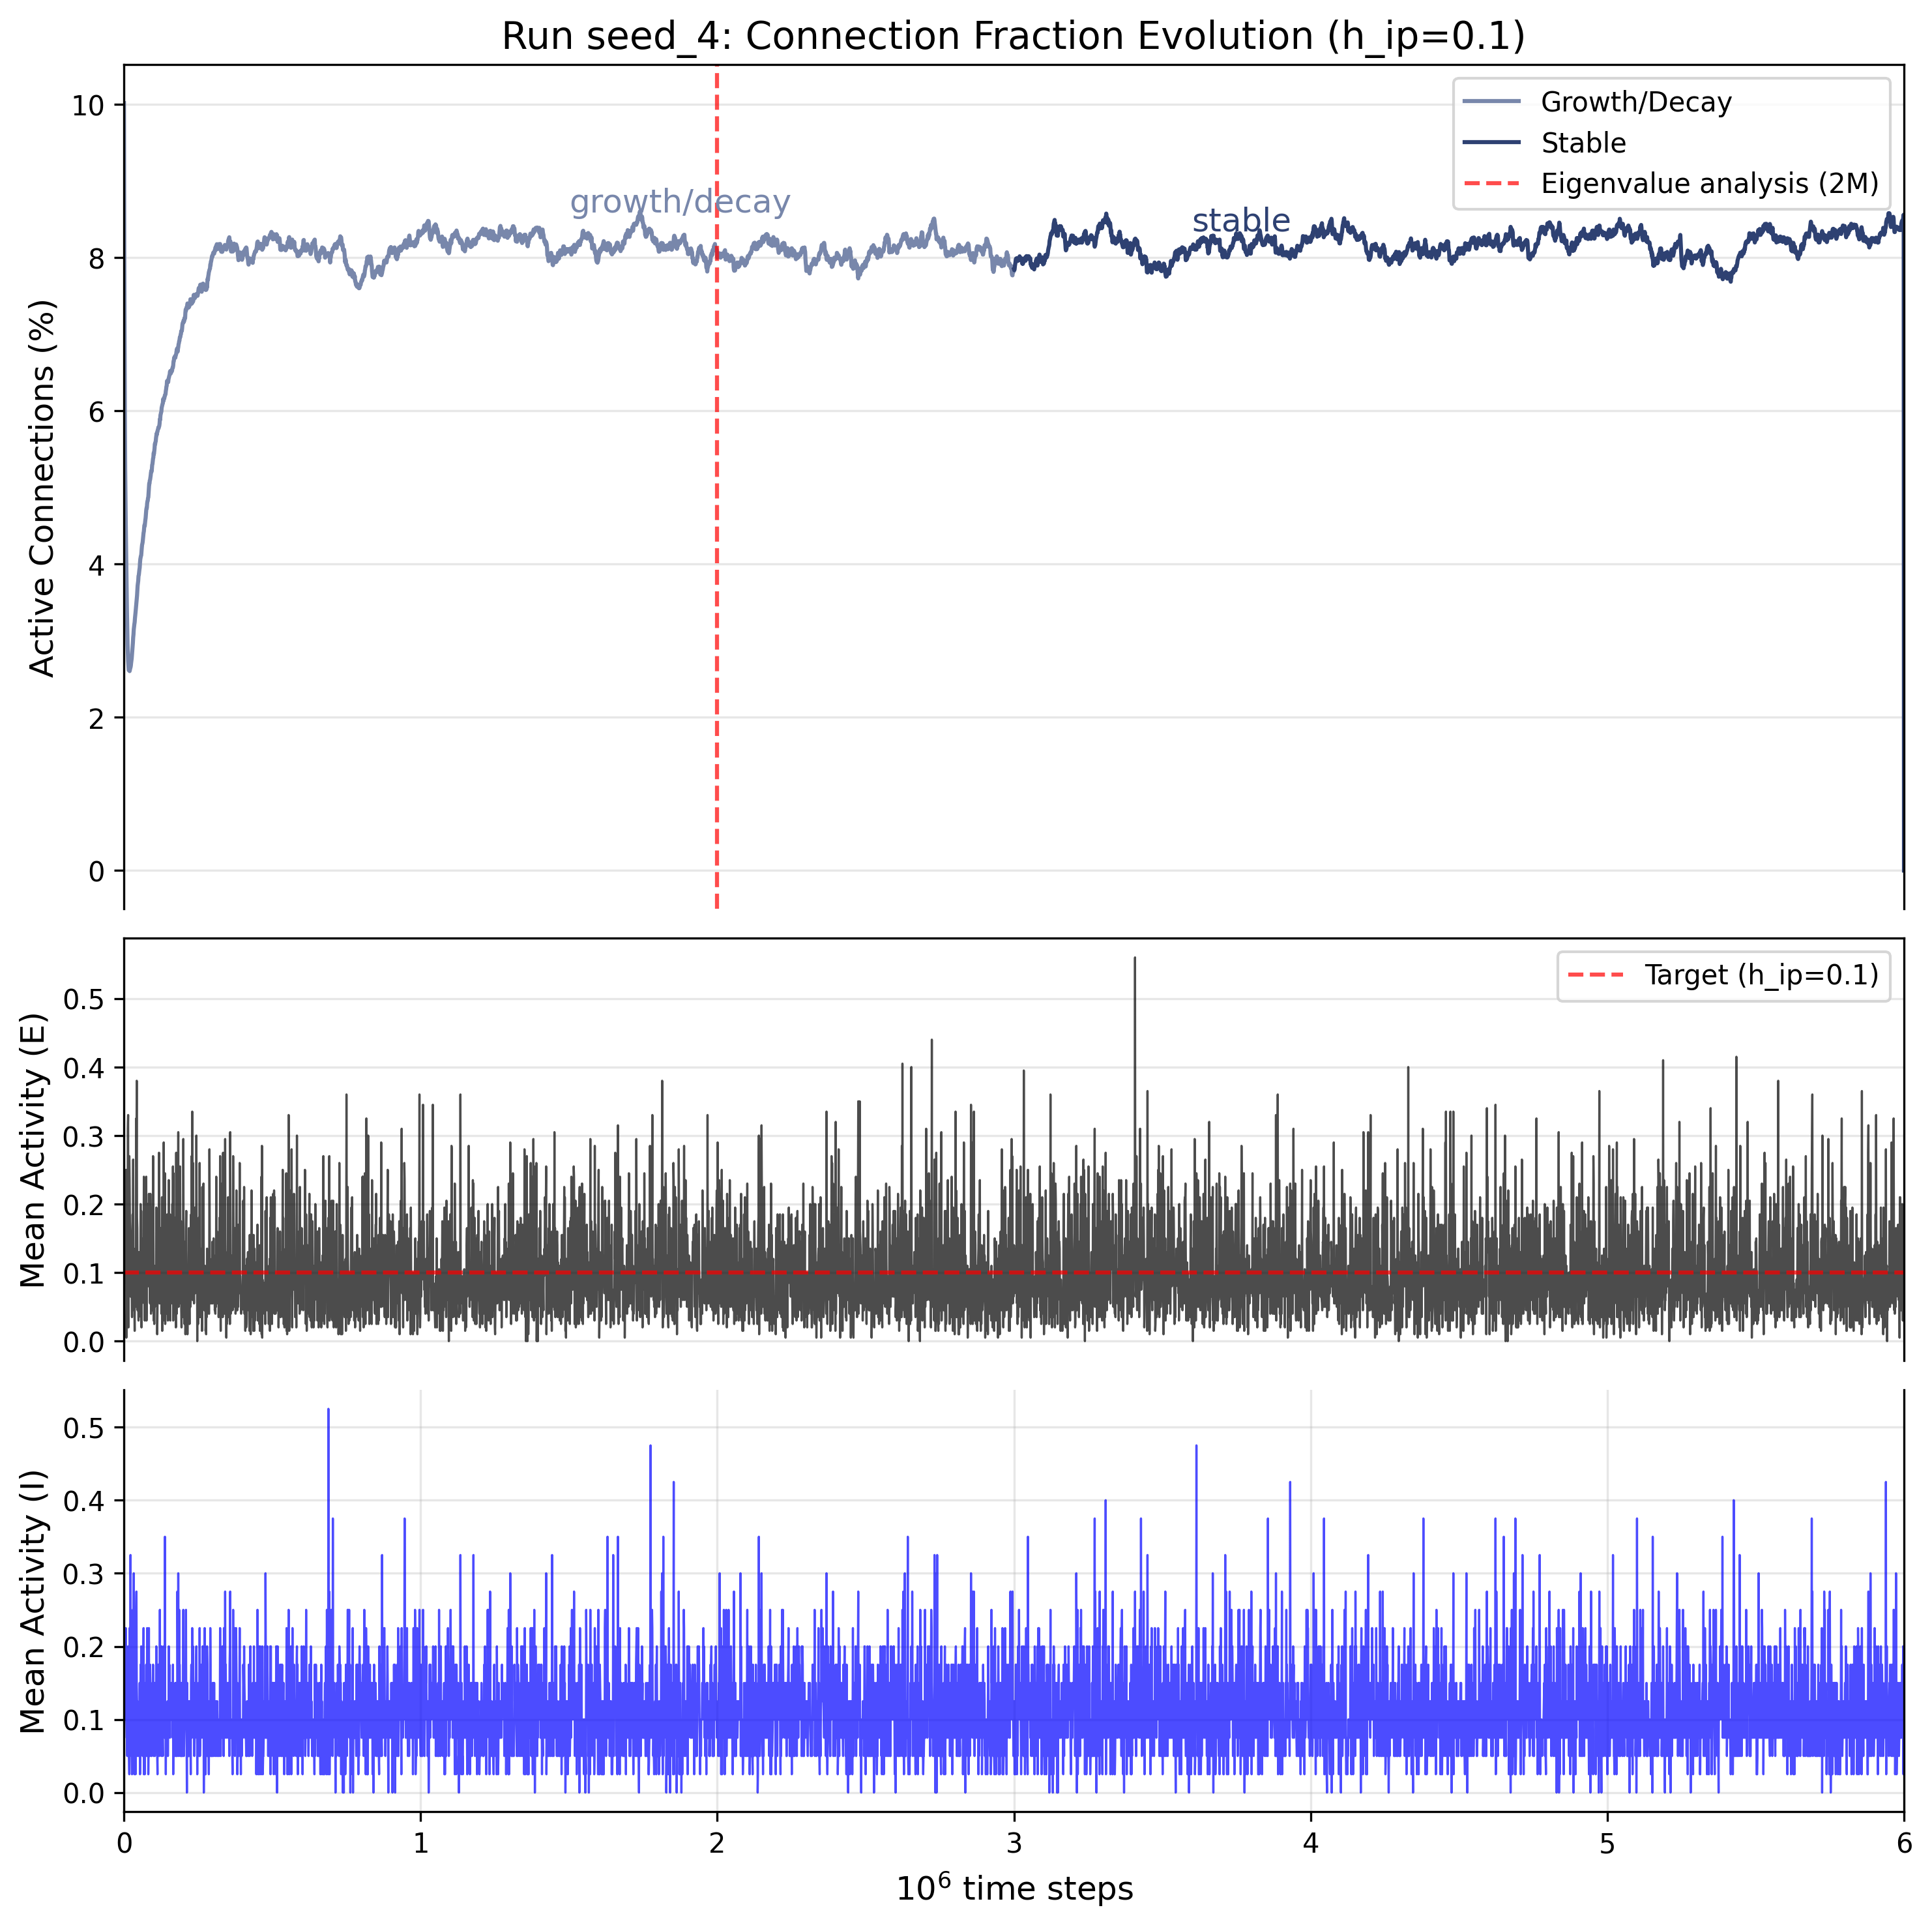 Run seed_4: Connection Fraction Evolution (h_ip=0.1)
Active Connections (%)
10
8
6
4
2
0
growth/decay
stable
Growth/Decay
Stable
Eigenvalue analysis (2M)
Mean Activity (E)
0.5
0.4
0.3
0.2
0.1
0.0
Target (h_ip=0.1)
Mean Activity (I)
0.5
0.4
0.3
0.2
0.1
0.0
0 1 2 3 4 5 6
10⁶ time steps